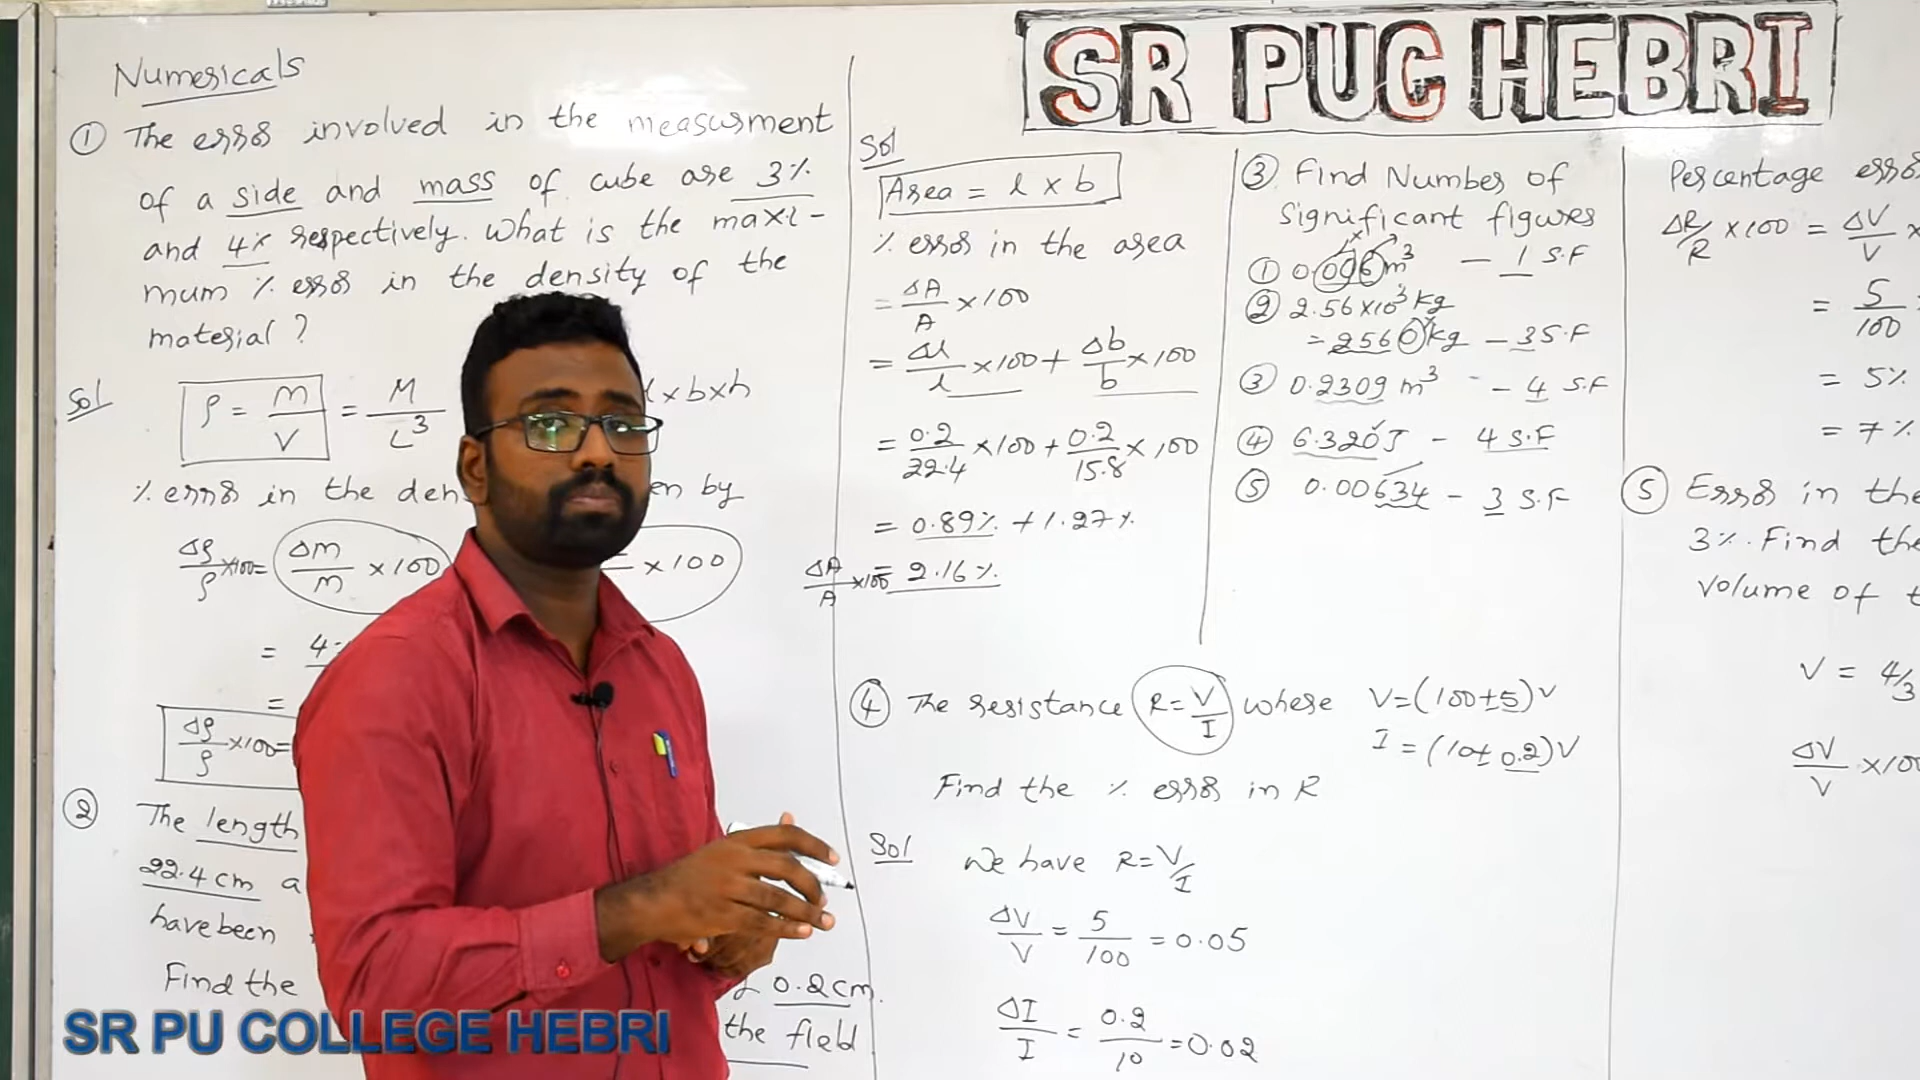 SR PUC HEBRI
Numericals
① The error involved in the measurment
of a side and mass of cube are 3%
and 4% respectively. What is the maxi-
mum % error in the density of the
material ?
Sol
ρ = m/V = M/L³
l×b×h
% error in the den
en by
Δρ/ρ ×100 = Δm/m × 100
× 100
= 4
=
Δρ/ρ ×100=
② The length
22.4 cm a
have been
0.2 cm.
Find the
the field
Sol
Area = l × b
% error in the area
= ΔA/A × 100
= Δl/l ×100 + Δb/b × 100
= 0.2/22.4 ×100 + 0.2/15.8 × 100
= 0.89% + 1.27%
ΔA/A ×100 = 2.16%
③ Find Number of
Significant figures
① 0.006 m³ — 1 S.F
② 2.56×10³ kg
= 2560 kg – 3 S.F
③ 0.2309 m³ – 4 S.F
④ 6.320 J – 4 S.F
⑤ 0.00634 – 3 S.F
④ The resistance R = V/I where V=(100±5)V
I = (10± 0.2)V
Find the % error in R
Sol We have R = V/I
ΔV/V = 5/100 = 0.05
ΔI/I = 0.2/10 = 0.02
Percentage erro
ΔR/R ×100 = ΔV/V ×
= 5/100
= 5%
= 7%
⑤ Error in the
3%. Find the
volume of t
V = 4/3
ΔV/V ×100
SR PU COLLEGE HEBRI